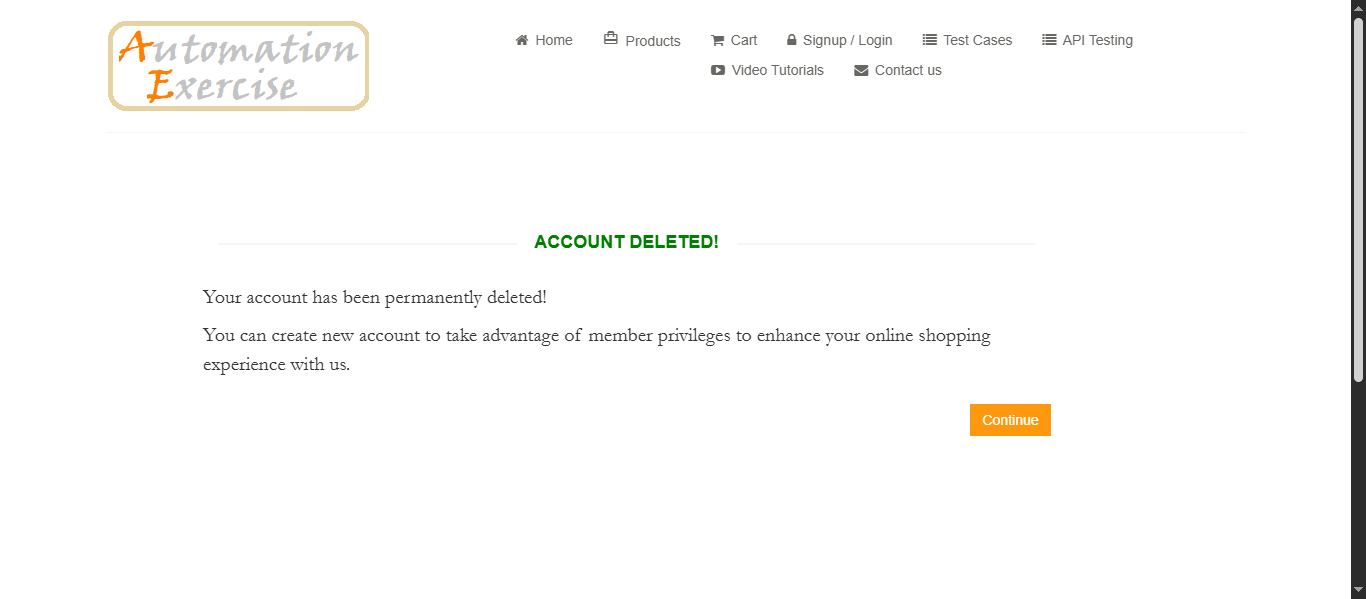 Automation
Exercise
Home Products Cart Signup / Login Test Cases API Testing
Video Tutorials Contact us
ACCOUNT DELETED!
Your account has been permanently deleted!
You can create new account to take advantage of member privileges to enhance your online shopping
experience with us.
Continue